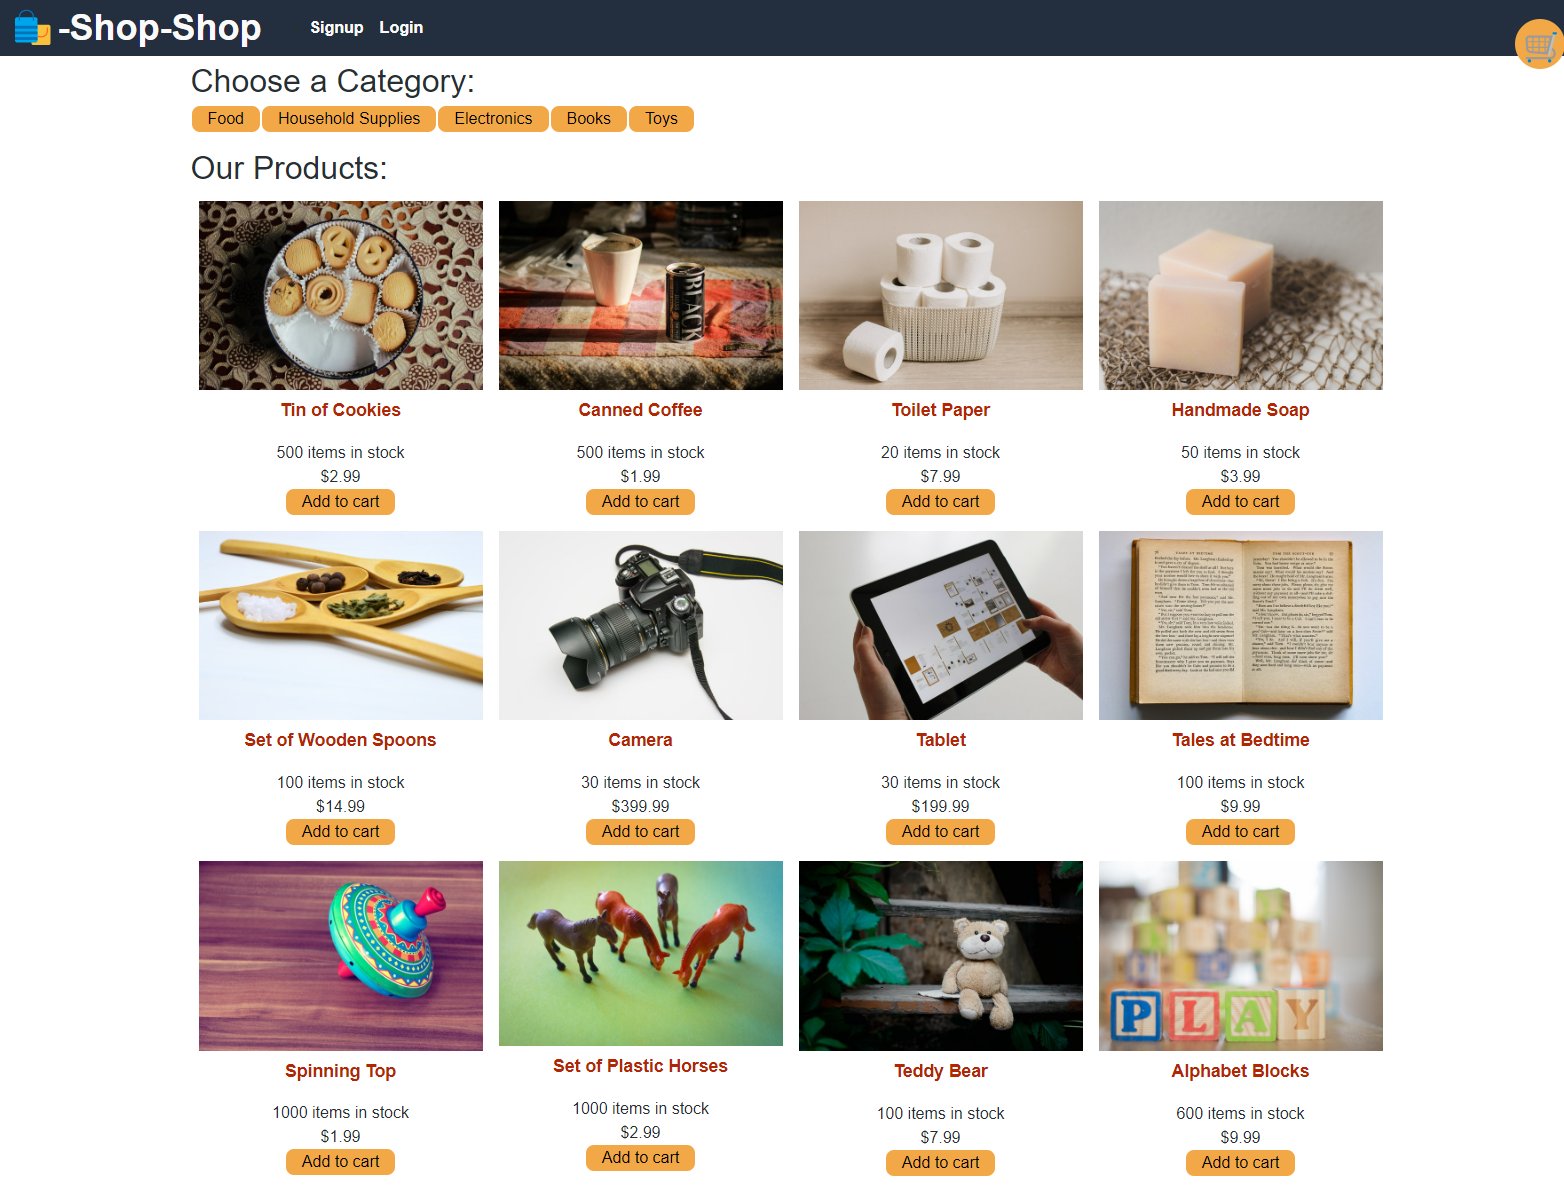 -Shop-Shop
Signup Login
Choose a Category:
Food Household Supplies Electronics Books Toys
Our Products:
BLACK
Tin of Cookies Canned Coffee Toilet Paper Handmade Soap
500 items in stock 500 items in stock 20 items in stock 50 items in stock
$2.99 $1.99 $7.99 $3.99
Add to cart Add to cart Add to cart Add to cart
Set of Wooden Spoons Camera Tablet Tales at Bedtime
100 items in stock 30 items in stock 30 items in stock 100 items in stock
$14.99 $399.99 $199.99 $9.99
Add to cart Add to cart Add to cart Add to cart
PLAY
Spinning Top Set of Plastic Horses Teddy Bear Alphabet Blocks
1000 items in stock 1000 items in stock 100 items in stock 600 items in stock
$1.99 $2.99 $7.99 $9.99
Add to cart Add to cart Add to cart Add to cart